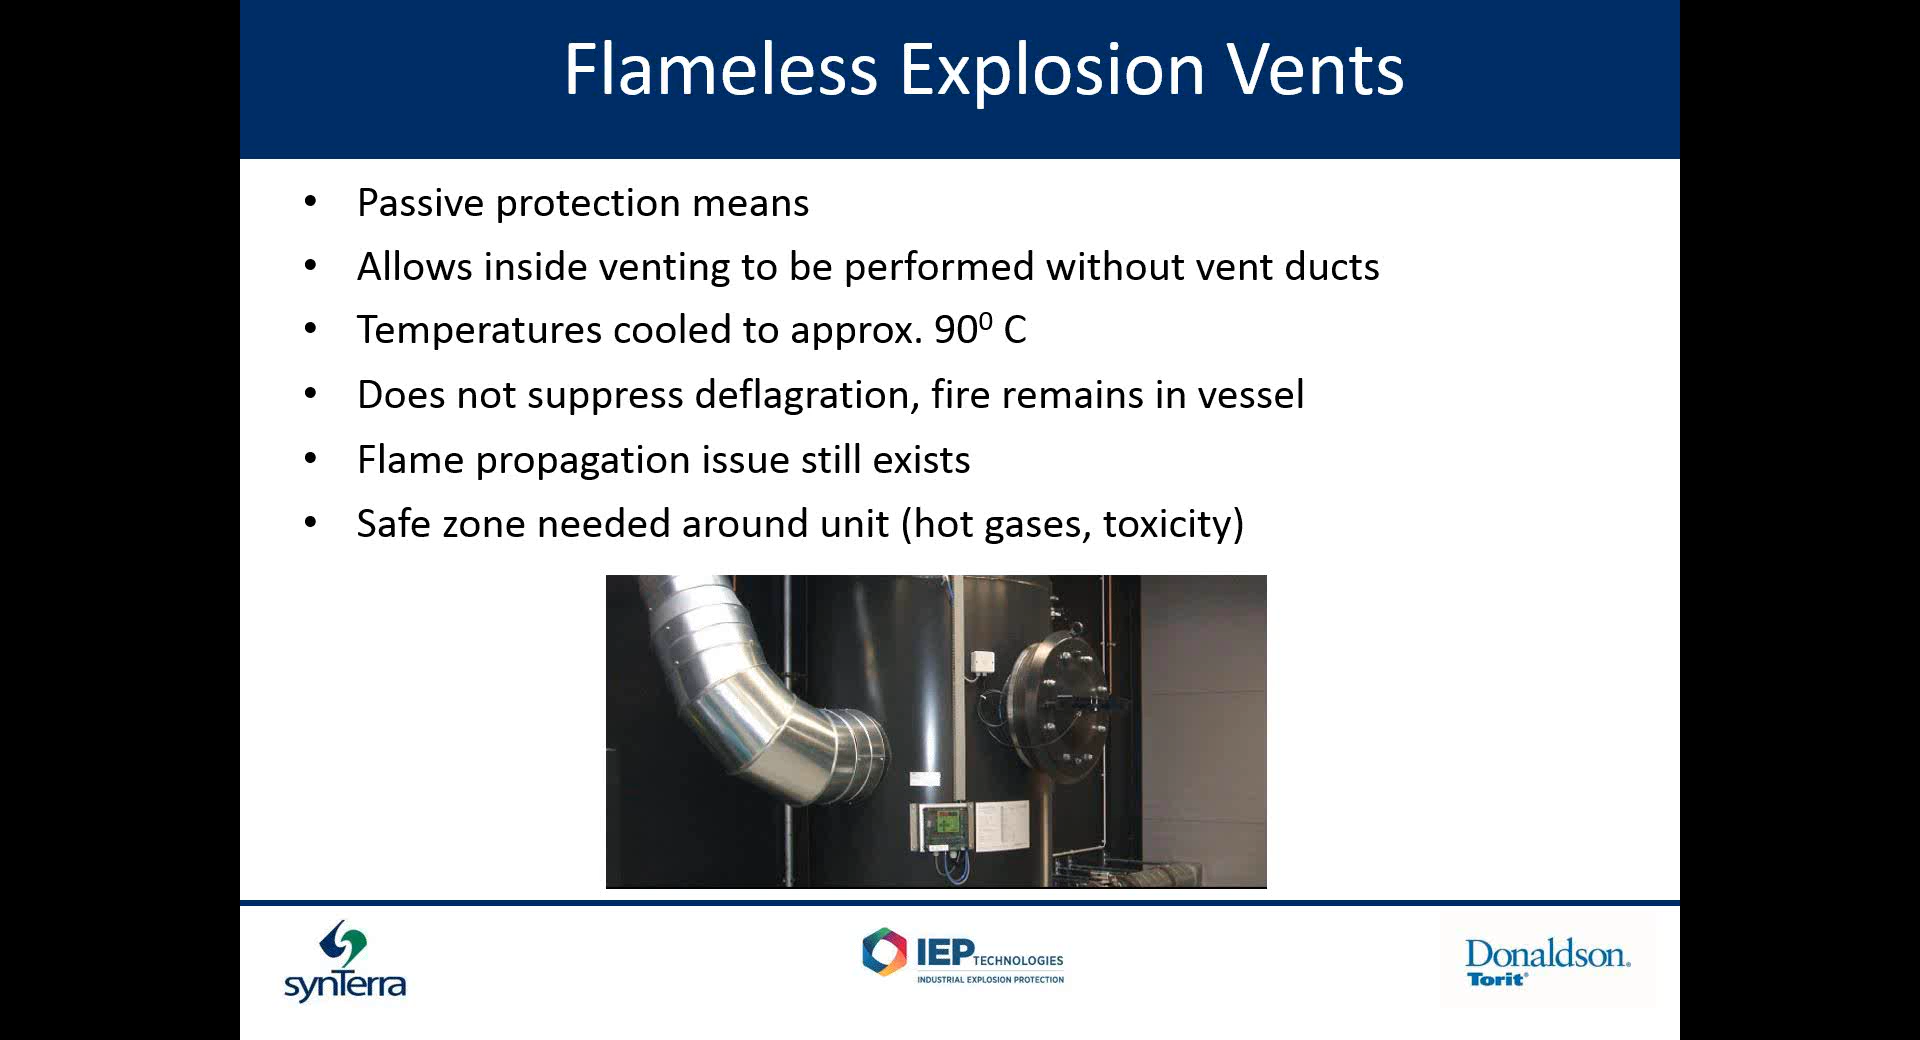 Flameless Explosion Vents
• Passive protection means
• Allows inside venting to be performed without vent ducts
• Temperatures cooled to approx. 90⁰ C
• Does not suppress deflagration, fire remains in vessel
• Flame propagation issue still exists
• Safe zone needed around unit (hot gases, toxicity)
synTerra
IEP TECHNOLOGIES
INDUSTRIAL EXPLOSION PROTECTION
Donaldson®
Torit®